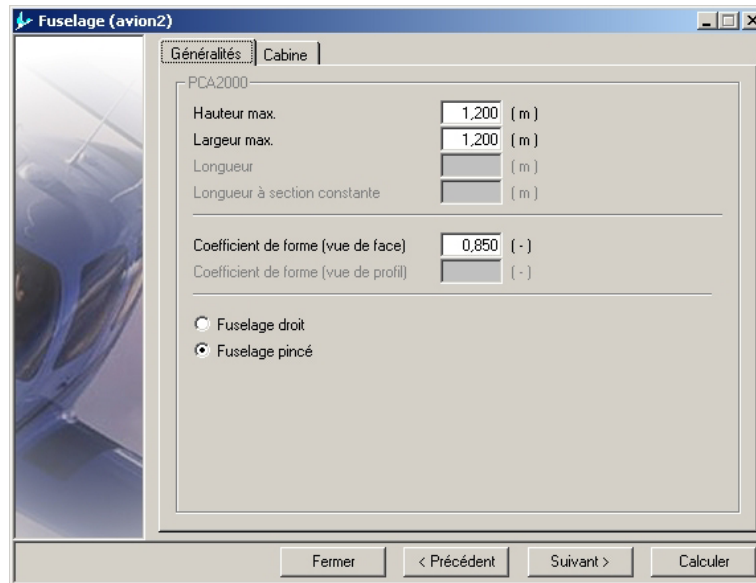 Fuselage (avion2)
Généralités Cabine
PCA2000
Hauteur max. 1,200 ( m )
Largeur max. 1,200 ( m )
Longueur ( m )
Longueur à section constante ( m )
Coefficient de forme (vue de face) 0,850 ( - )
Coefficient de forme (vue de profil) ( - )
Fuselage droit
Fuselage pincé
Fermer < Précédent Suivant > Calculer